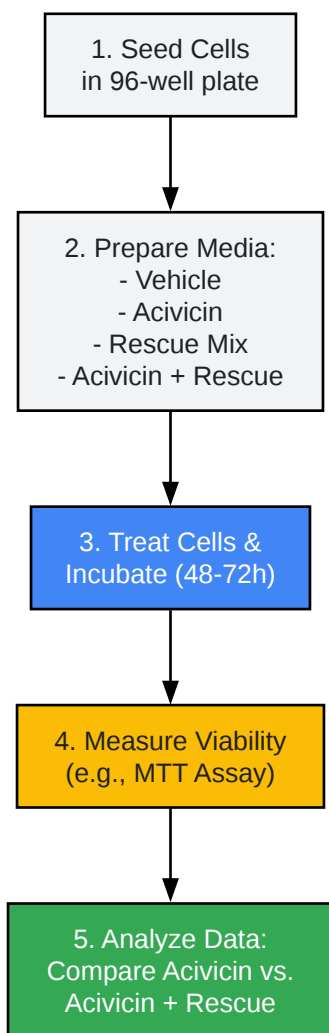 1. Seed Cells
in 96-well plate
2. Prepare Media:
- Vehicle
- Acivicin
- Rescue Mix
- Acivicin + Rescue
3. Treat Cells &
Incubate (48-72h)
4. Measure Viability
(e.g., MTT Assay)
5. Analyze Data:
Compare Acivicin vs.
Acivicin + Rescue